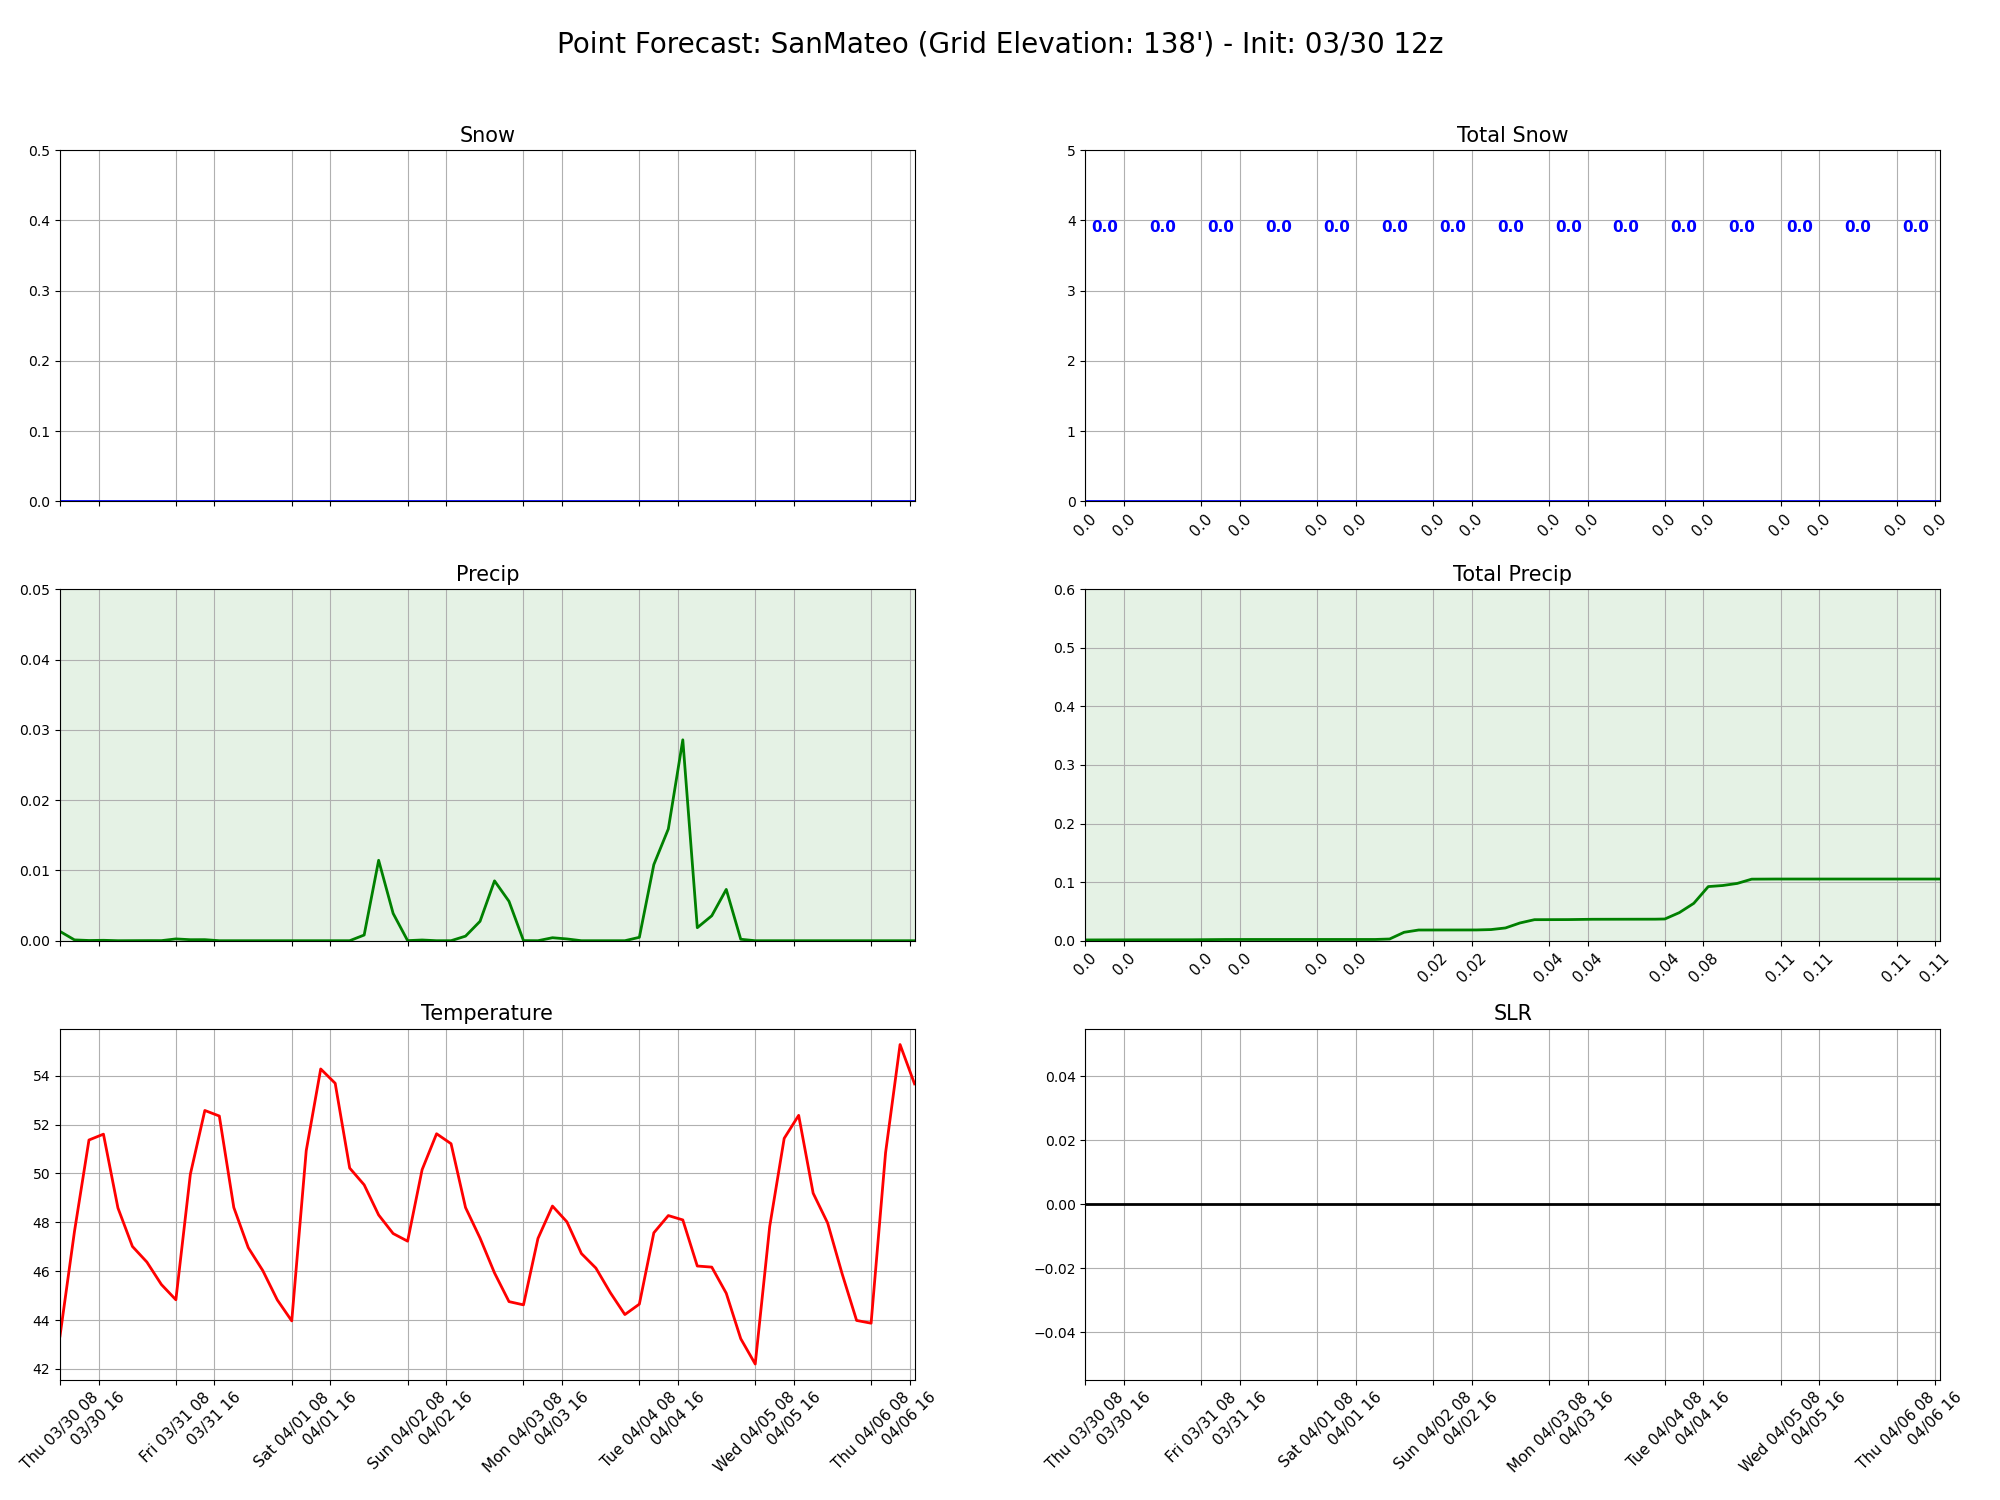 Point Forecast: SanMateo (Grid Elevation: 138') - Init: 03/30 12z
Snow
0.5
0.4
0.3
0.2
0.1
0.0
Total Snow
5
4
3
2
1
0
0.0 0.0 0.0 0.0 0.0 0.0 0.0 0.0 0.0 0.0 0.0 0.0 0.0 0.0 0.0
0.0 0.0 0.0 0.0 0.0 0.0 0.0 0.0 0.0 0.0 0.0 0.0 0.0 0.0 0.0 0.0
Precip
0.05
0.04
0.03
0.02
0.01
0.00
Total Precip
0.6
0.5
0.4
0.3
0.2
0.1
0.0
0.0 0.0 0.0 0.0 0.0 0.0 0.02 0.02 0.04 0.04 0.04 0.08 0.11 0.11 0.11 0.11
Temperature
54
52
50
48
46
44
42
Thu 03/30 08
03/30 16
Fri 03/31 08
03/31 16
Sat 04/01 08
04/01 16
Sun 04/02 08
04/02 16
Mon 04/03 08
04/03 16
Tue 04/04 08
04/04 16
Wed 04/05 08
04/05 16
Thu 04/06 08
04/06 16
SLR
0.04
0.02
0.00
−0.02
−0.04
Thu 03/30 08
03/30 16
Fri 03/31 08
03/31 16
Sat 04/01 08
04/01 16
Sun 04/02 08
04/02 16
Mon 04/03 08
04/03 16
Tue 04/04 08
04/04 16
Wed 04/05 08
04/05 16
Thu 04/06 08
04/06 16